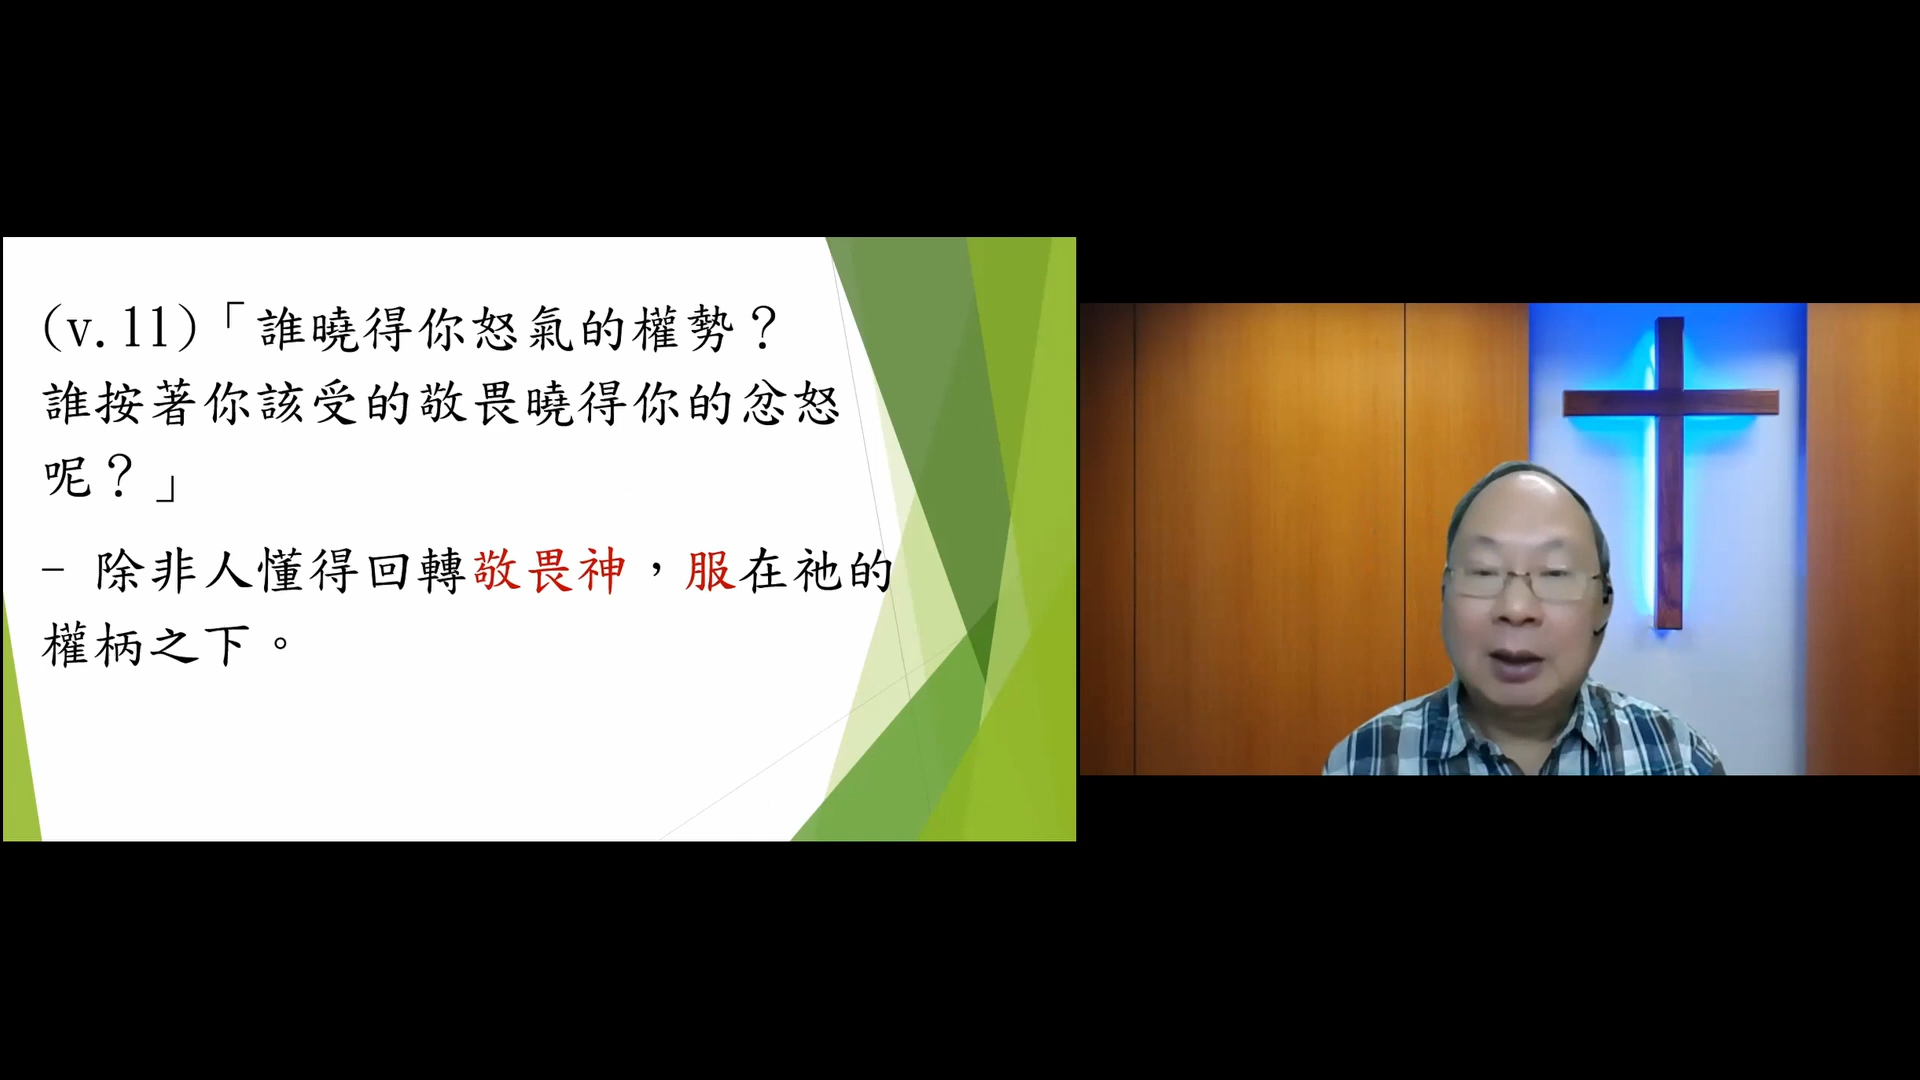 (v.11)「誰曉得你怒氣的權勢？
誰按著你該受的敬畏曉得你的忿怒
呢？」
- 除非人懂得回轉敬畏神，服在祂的
權柄之下。